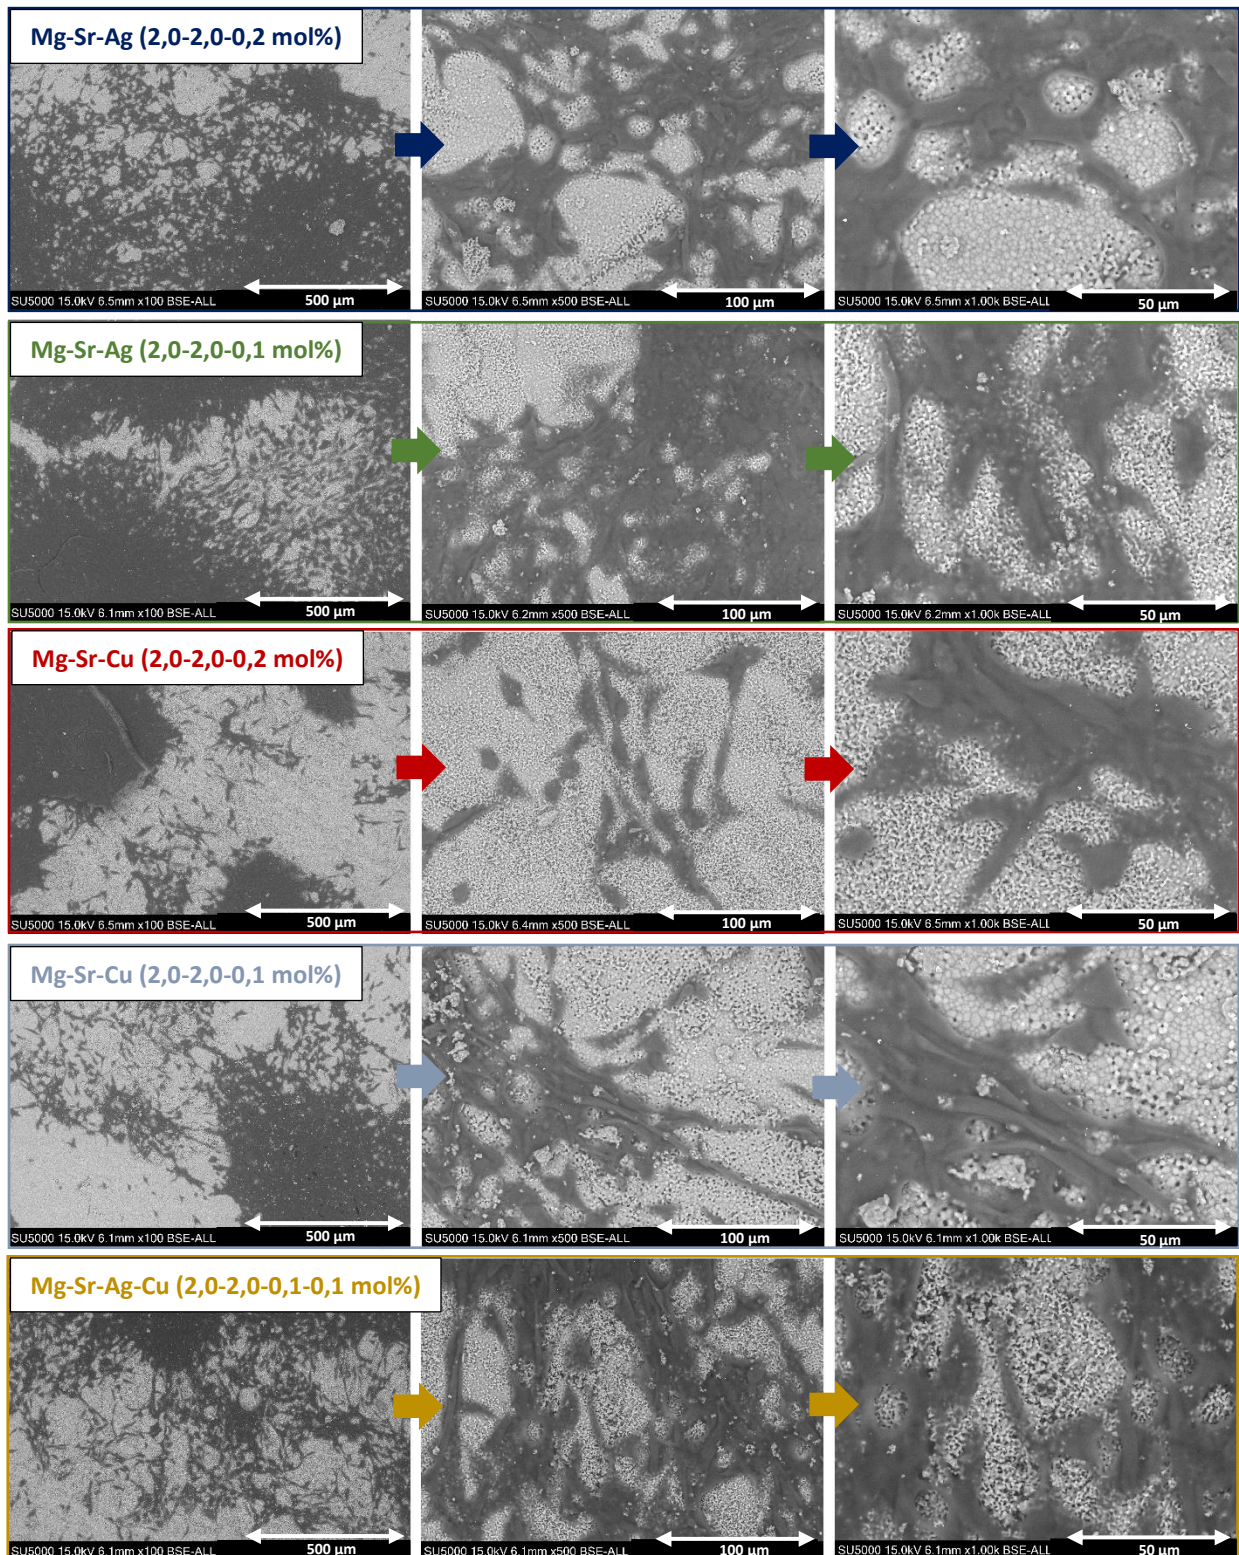 Mg-Sr-Ag (2,0-2,0-0,2 mol%)
SU5000 15.0kV 6.5mm x100 BSE-ALL
500 µm
SU5000 15.0kV 6.5mm x500 BSE-ALL
100 µm
SU5000 15.0kV 6.5mm x1.00k BSE-ALL
50 µm
Mg-Sr-Ag (2,0-2,0-0,1 mol%)
SU5000 15.0kV 6.1mm x100 BSE-ALL
500 µm
SU5000 15.0kV 6.2mm x500 BSE-ALL
100 µm
SU5000 15.0kV 6.2mm x1.00k BSE-ALL
50 µm
Mg-Sr-Cu (2,0-2,0-0,2 mol%)
SU5000 15.0kV 6.5mm x100 BSE-ALL
500 µm
SU5000 15.0kV 6.4mm x500 BSE-ALL
100 µm
SU5000 15.0kV 6.5mm x1.00k BSE-ALL
50 µm
Mg-Sr-Cu (2,0-2,0-0,1 mol%)
SU5000 15.0kV 6.1mm x100 BSE-ALL
500 µm
SU5000 15.0kV 6.1mm x500 BSE-ALL
100 µm
SU5000 15.0kV 6.1mm x1.00k BSE-ALL
50 µm
Mg-Sr-Ag-Cu (2,0-2,0-0,1-0,1 mol%)
SU5000 15.0kV 6.1mm x100 BSE-ALL
500 µm
SU5000 15.0kV 6.1mm x500 BSE-ALL
100 µm
SU5000 15.0kV 6.1mm x1.00k BSE-ALL
50 µm